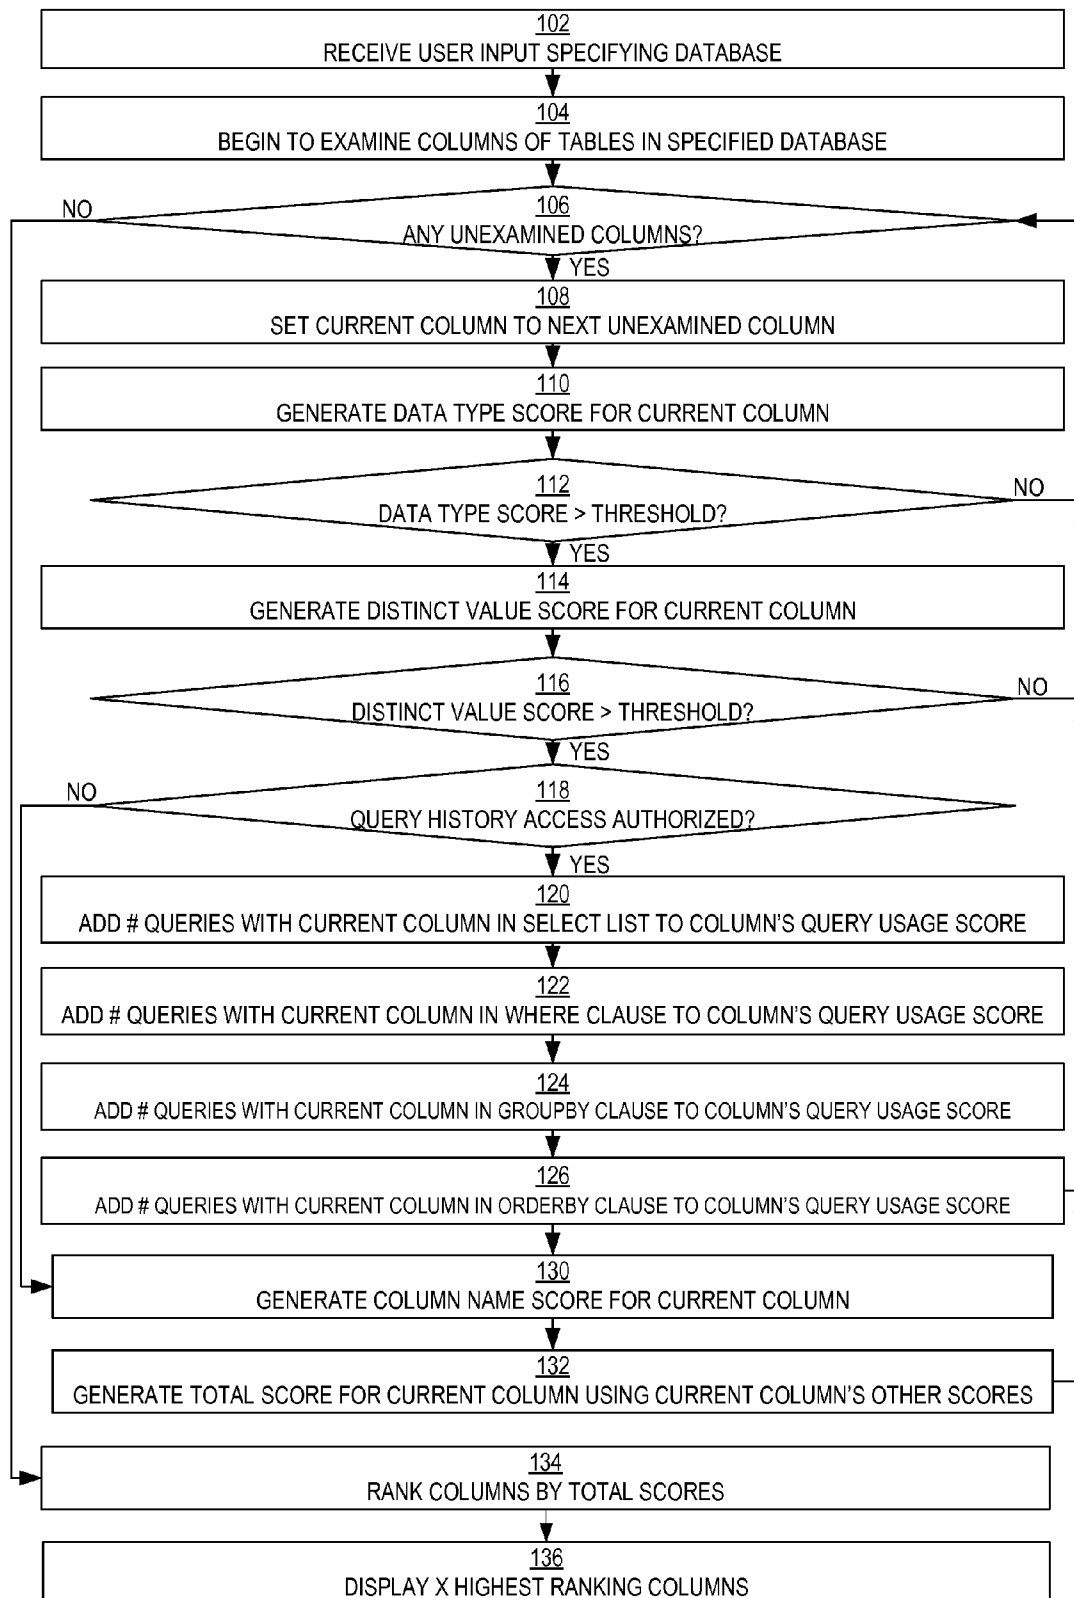 102
RECEIVE USER INPUT SPECIFYING DATABASE
104
BEGIN TO EXAMINE COLUMNS OF TABLES IN SPECIFIED DATABASE
NO
106
ANY UNEXAMINED COLUMNS?
YES
108
SET CURRENT COLUMN TO NEXT UNEXAMINED COLUMN
110
GENERATE DATA TYPE SCORE FOR CURRENT COLUMN
112
NO
DATA TYPE SCORE > THRESHOLD?
YES
114
GENERATE DISTINCT VALUE SCORE FOR CURRENT COLUMN
116
NO
DISTINCT VALUE SCORE > THRESHOLD?
YES
NO
118
QUERY HISTORY ACCESS AUTHORIZED?
YES
120
ADD # QUERIES WITH CURRENT COLUMN IN SELECT LIST TO COLUMN'S QUERY USAGE SCORE
122
ADD # QUERIES WITH CURRENT COLUMN IN WHERE CLAUSE TO COLUMN'S QUERY USAGE SCORE
124
ADD # QUERIES WITH CURRENT COLUMN IN GROUPBY CLAUSE TO COLUMN'S QUERY USAGE SCORE
126
ADD # QUERIES WITH CURRENT COLUMN IN ORDERBY CLAUSE TO COLUMN'S QUERY USAGE SCORE
130
GENERATE COLUMN NAME SCORE FOR CURRENT COLUMN
132
GENERATE TOTAL SCORE FOR CURRENT COLUMN USING CURRENT COLUMN'S OTHER SCORES
134
RANK COLUMNS BY TOTAL SCORES
136
DISPLAY X HIGHEST RANKING COLUMNS